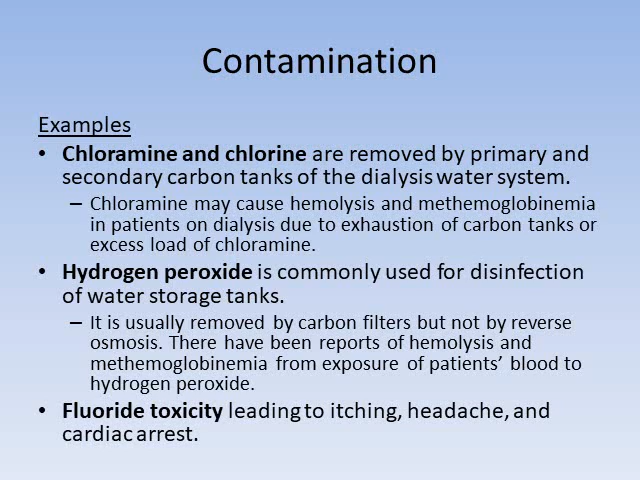 Contamination
Examples
• Chloramine and chlorine are removed by primary and
secondary carbon tanks of the dialysis water system.
– Chloramine may cause hemolysis and methemoglobinemia
in patients on dialysis due to exhaustion of carbon tanks or
excess load of chloramine.
• Hydrogen peroxide is commonly used for disinfection
of water storage tanks.
– It is usually removed by carbon filters but not by reverse
osmosis. There have been reports of hemolysis and
methemoglobinemia from exposure of patients’ blood to
hydrogen peroxide.
• Fluoride toxicity leading to itching, headache, and
cardiac arrest.